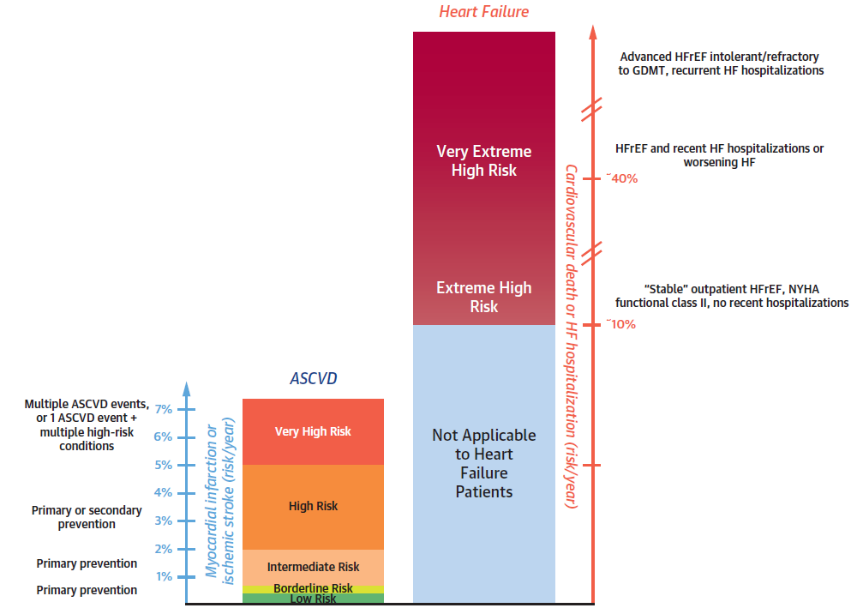 Heart Failure
Advanced HFrEF intolerant/refractory
to GDMT, recurrent HF hospitalizations
Very Extreme
High Risk
HFrEF and recent HF hospitalizations or
worsening HF
~40%
Cardiovascular death or HF hospitalization (risk/year)
Extreme High
Risk
"Stable" outpatient HFrEF, NYHA
functional class II, no recent hospitalizations
~10%
Not Applicable
to Heart
Failure
Patients
ASCVD
Multiple ASCVD events,
or 1 ASCVD event +
multiple high-risk
conditions
Primary or secondary
prevention
Primary prevention
Primary prevention
7%
6%
5%
4%
3%
2%
1%
Myocardial infarction or
ischemic stroke (risk/year)
Very High Risk
High Risk
Intermediate Risk
Borderline Risk
Low Risk